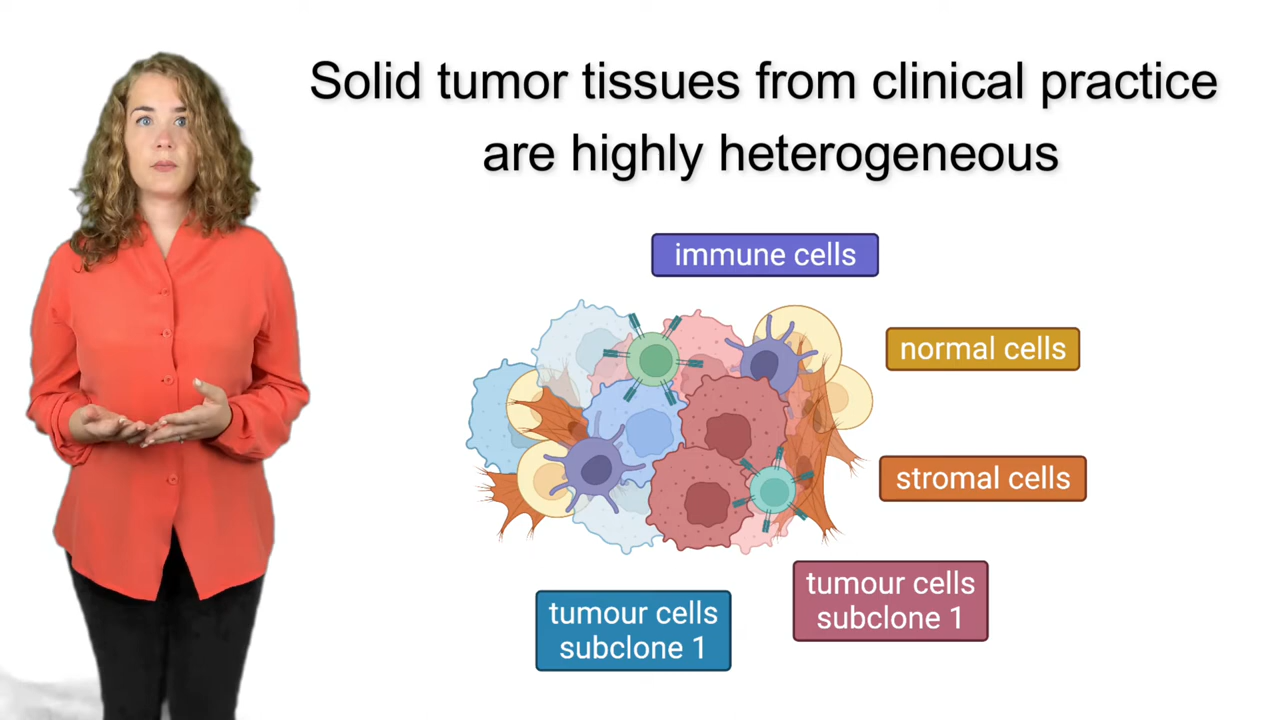 Solid tumor tissues from clinical practice
are highly heterogeneous
immune cells
normal cells
stromal cells
tumour cells
subclone 1
tumour cells
subclone 1